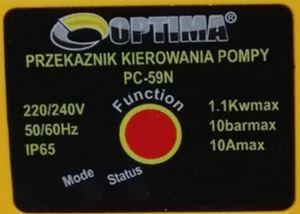 OPTIMA®
PRZEKAZNIK KIEROWANIA POMPY
PC-59N
Function
220/240V
50/60Hz
IP65
1.1Kwmax
10barmax
10Amax
Mode
Status